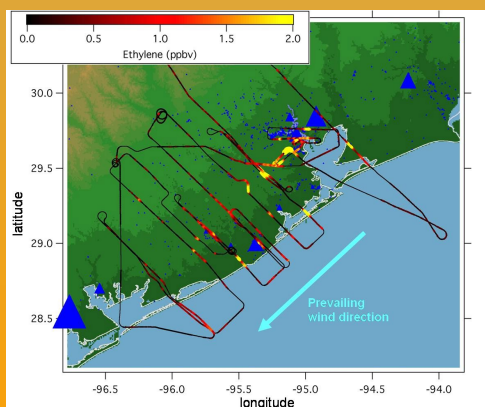 0.0 0.5 1.0 1.5 2.0
Ethylene (ppbv)
30.0
29.5
29.0
28.5
latitude
Prevailing
wind direction
-96.5 -96.0 -95.5 -95.0 -94.5 -94.0
longitude